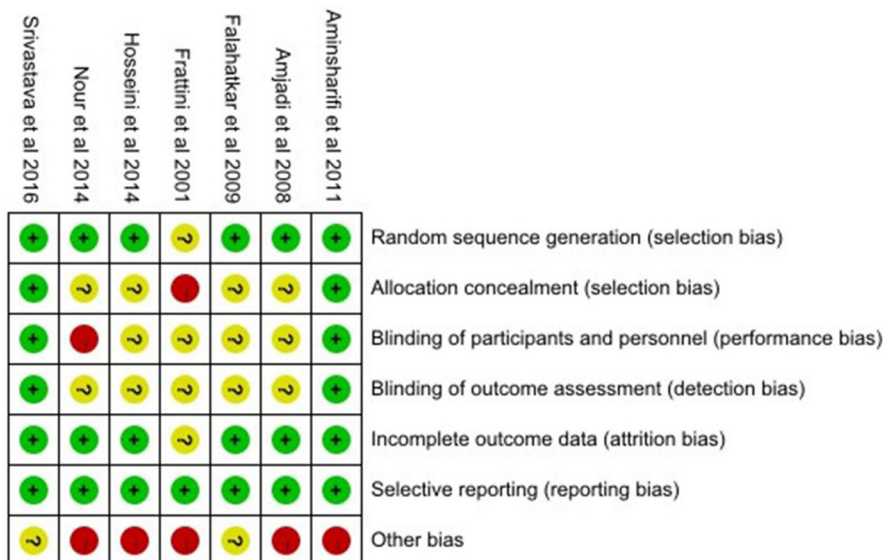 Srivastava et al 2016
Nour et al 2014
Hosseini et al 2014
Frattini et al 2001
Falahatkar et al 2009
Amjadi et al 2008
Aminsharifi et al 2011
+ + + ? + + + Random sequence generation (selection bias)
+ ? ? - ? ? + Allocation concealment (selection bias)
+ - ? ? ? ? + Blinding of participants and personnel (performance bias)
+ ? ? ? ? ? + Blinding of outcome assessment (detection bias)
+ + + ? + + + Incomplete outcome data (attrition bias)
+ + + + + + + Selective reporting (reporting bias)
? - - - ? - - Other bias